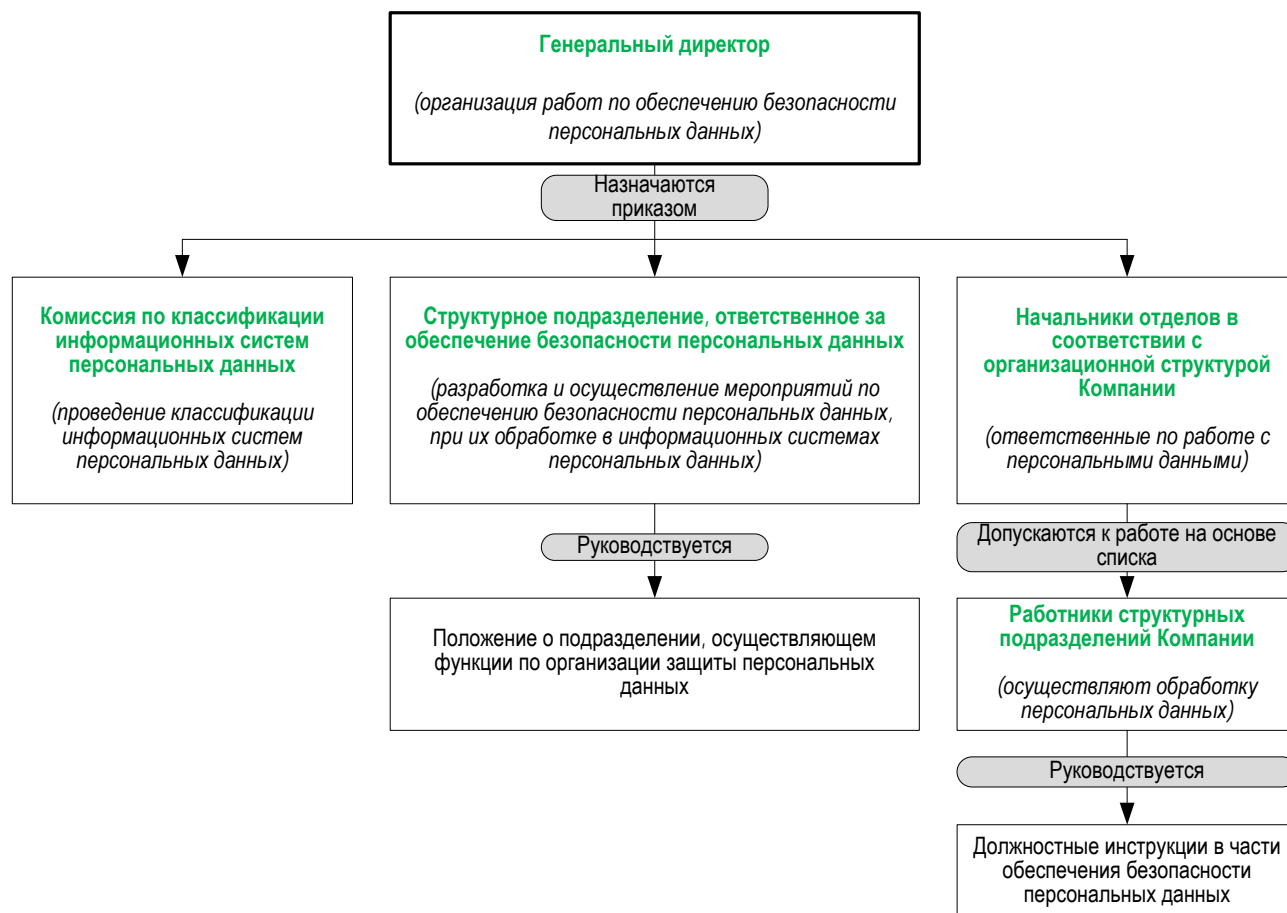 Генеральный директор
(организация работ по обеспечению безопасности
персональных данных)
Назначаются
приказом
Комиссия по классификации
информационных систем
персональных данных
(проведение классификации
информационных систем
персональных данных)
Структурное подразделение, ответственное за
обеспечение безопасности персональных данных
(разработка и осуществление мероприятий по
обеспечению безопасности персональных данных,
при их обработке в информационных системах
персональных данных)
Начальники отделов в
соответствии с
организационной структурой
Компании
(ответственные по работе с
персональными данными)
Руководствуется
Допускаются к работе на основе
списка
Положение о подразделении, осуществляющем
функции по организации защиты персональных
данных
Работники структурных
подразделений Компании
(осуществляют обработку
персональных данных)
Руководствуется
Должностные инструкции в части
обеспечения безопасности
персональных данных